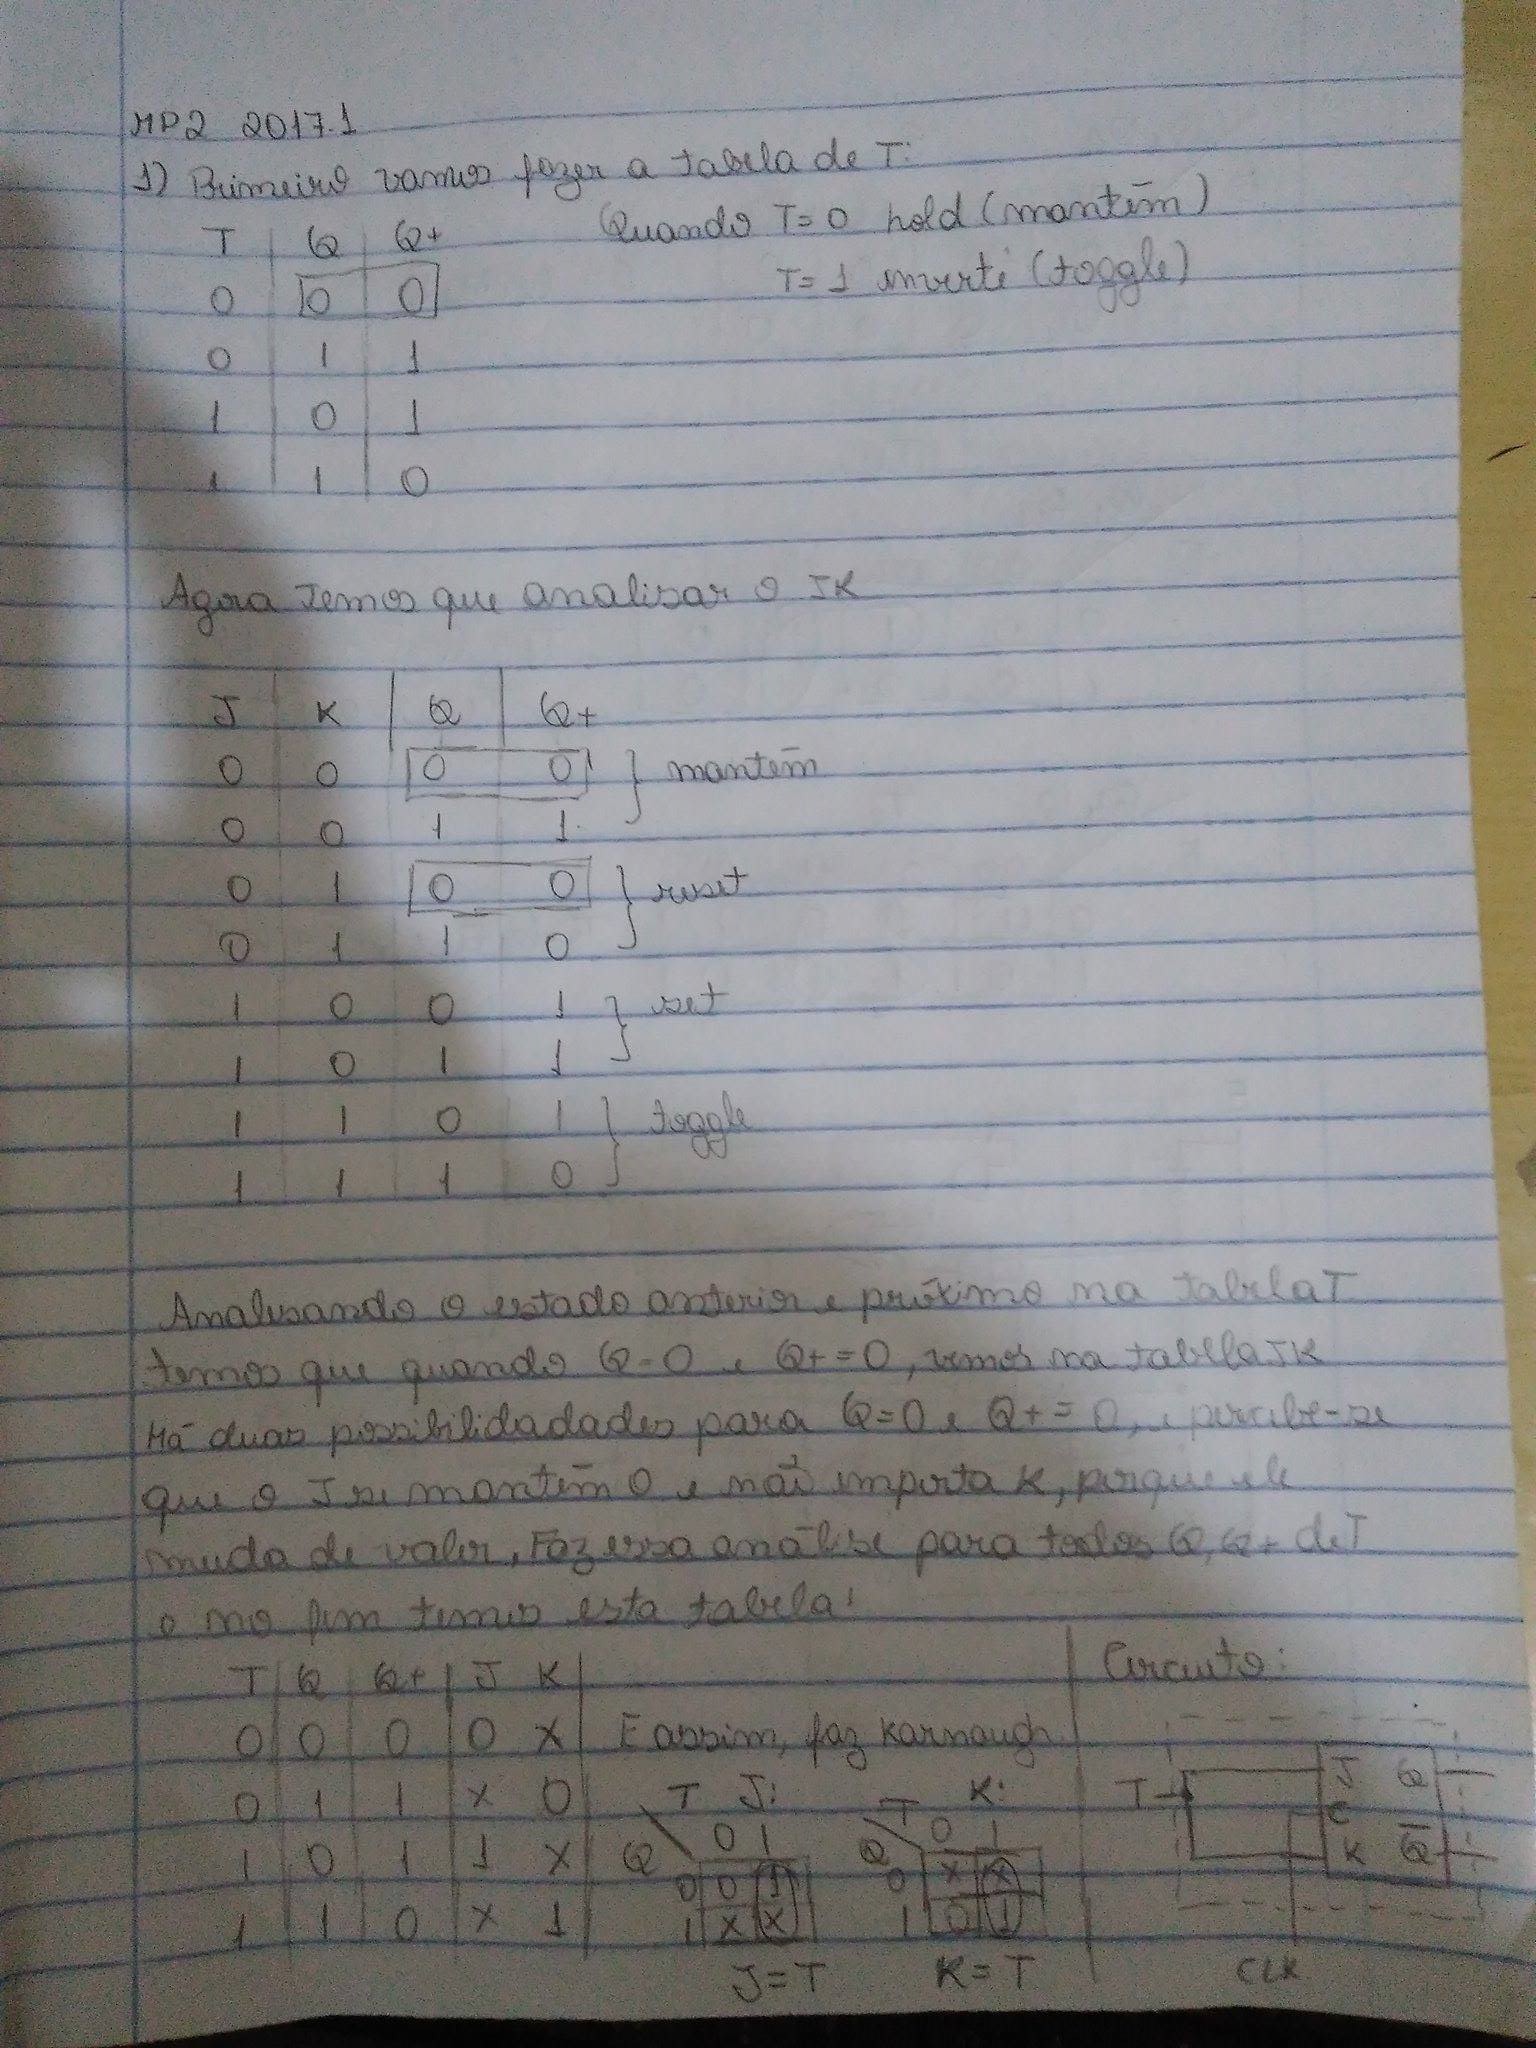 MP2 2017.1
1) Primeiro vamos fazer a tabela de T:
T Q Q+ Quando T=0 hold (mantém)
0 0 0 T=1 inverte (toggle)
0 1 1
1 0 1
1 1 0
Agora temos que analisar o JK
J K Q Q+
0 0 0 0 } mantém
0 0 1 1
0 1 0 0 } reset
0 1 1 0
1 0 0 1 } set
1 0 1 1
1 1 0 1 } toggle
1 1 1 0
Analisando o estado anterior e próximo na tabela T
temos que quando Q=0 e Q+=0, vemos na tabela JK
Há duas possibilidadades para Q=0 e Q+=0, e percebe-se
que o J se mantém 0 e não importa K, porque ele
muda de valor, Faz essa análise para todos Q, Q+ de T
e no fim temos esta tabela:
T Q Q+ J K Circuito:
0 0 0 0 X E assim, faz Karnaugh
0 1 1 X 0
1 0 1 1 X
1 1 0 X 1
T J:
Q 0 1
0 0 1
1 X X
J=T
T K:
Q 0 1
0 X X
1 0 1
K=T
T J Q
C
K Q̅
CLK